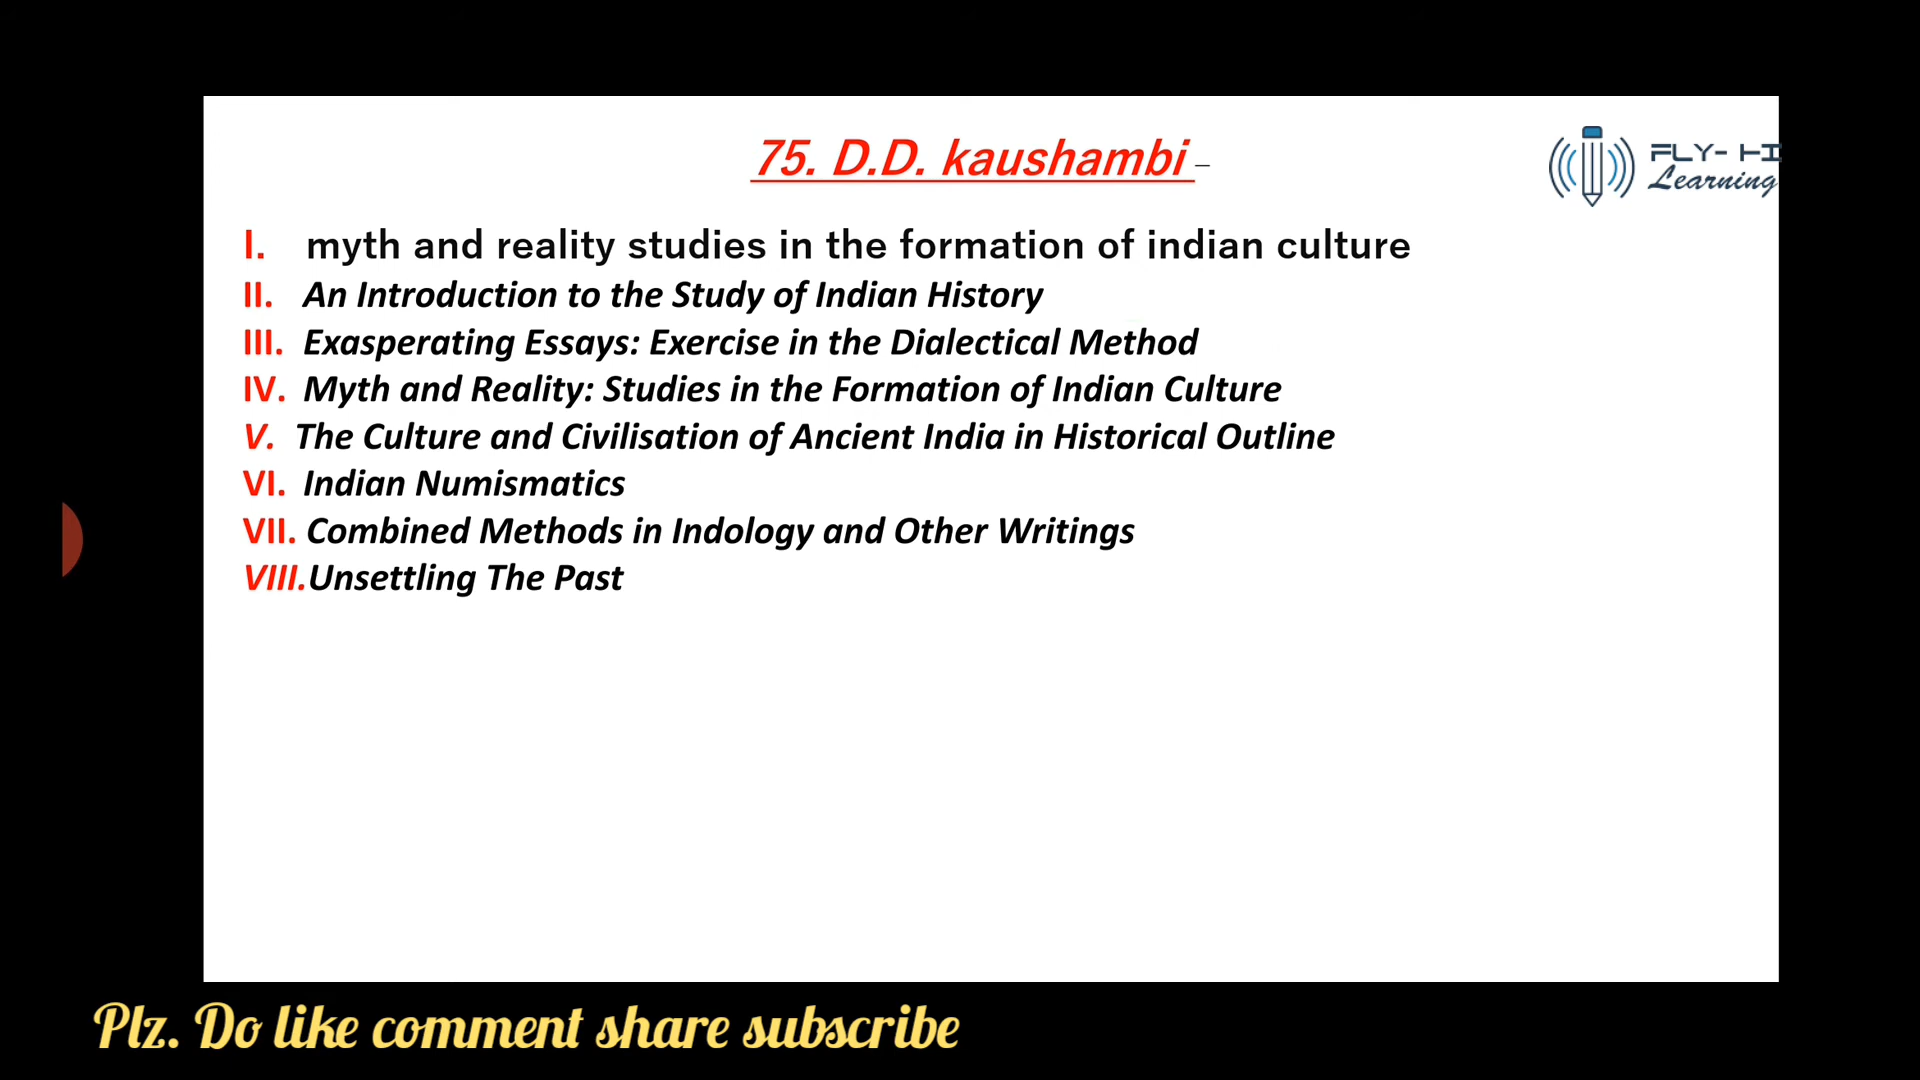 75. D.D. kaushambi –
FLY- HI
Learning
I. myth and reality studies in the formation of indian culture
II. An Introduction to the Study of Indian History
III. Exasperating Essays: Exercise in the Dialectical Method
IV. Myth and Reality: Studies in the Formation of Indian Culture
V. The Culture and Civilisation of Ancient India in Historical Outline
VI. Indian Numismatics
VII. Combined Methods in Indology and Other Writings
VIII.Unsettling The Past
Plz. Do like comment share subscribe